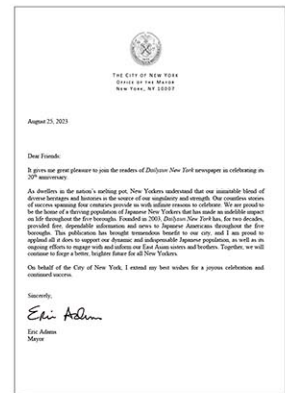 THE CITY OF NEW YORK
OFFICE OF THE MAYOR
NEW YORK, NY 10007
August 25, 2023
Dear Friends:
It gives me great pleasure to join the readers of Dailysun New York newspaper in celebrating its
20th anniversary.
As dwellers in the nation's melting pot, New Yorkers understand that our inimitable blend of
diverse heritages and histories is the source of our singularity and strength. Our countless stories
of success spanning four centuries provide us with infinite reasons to celebrate. We are proud to
be the home of a thriving population of Japanese New Yorkers that has made an indelible impact
on life throughout the five boroughs. Founded in 2003, Dailysun New York has, for two decades,
provided free, dependable information and news to Japanese Americans throughout the five
boroughs. This publication has brought tremendous benefit to our city, and I am proud to
applaud all it does to support our dynamic and indispensable Japanese population, as well as its
ongoing efforts to engage with and inform our East Asian sisters and brothers. Together, we will
continue to forge a better, brighter future for all New Yorkers.
On behalf of the City of New York, I extend my best wishes for a joyous celebration and
continued success.
Sincerely,
Eric Adams
Eric Adams
Mayor